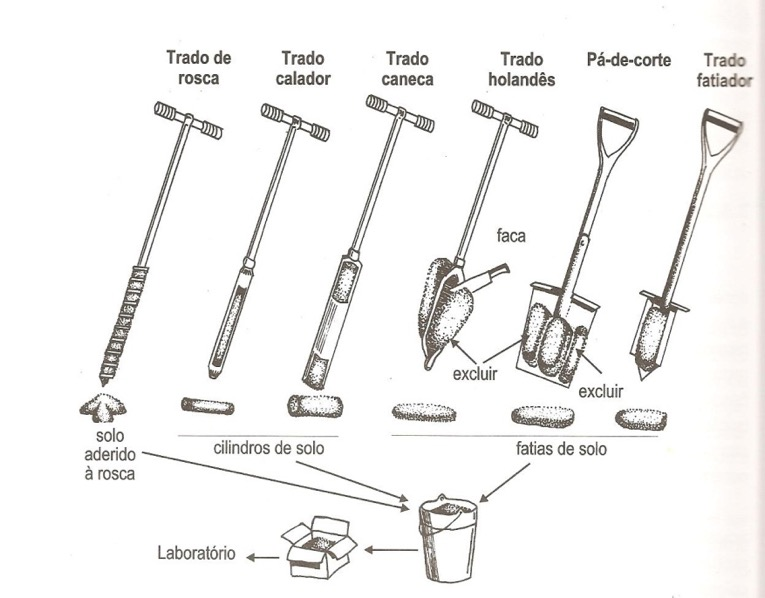 Trado de
rosca
Trado
calador
Trado
caneca
Trado
holandês
Pá-de-corte
Trado
fatiador
faca
excluir
excluir
solo
aderido
à rosca
cilindros de solo
fatias de solo
Laboratório